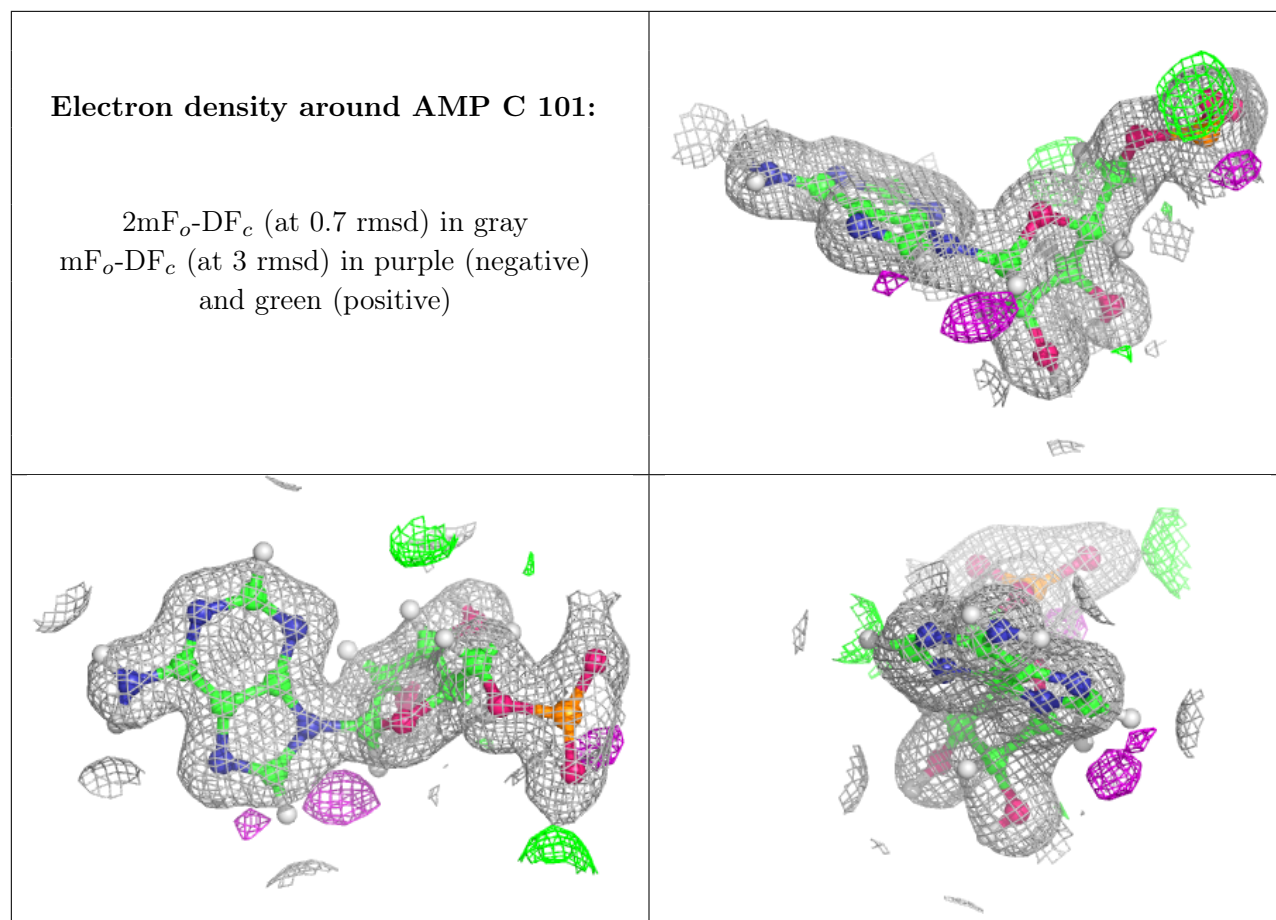 Electron density around AMP C 101:
2mFo-DFc (at 0.7 rmsd) in gray
mFo-DFc (at 3 rmsd) in purple (negative)
and green (positive)